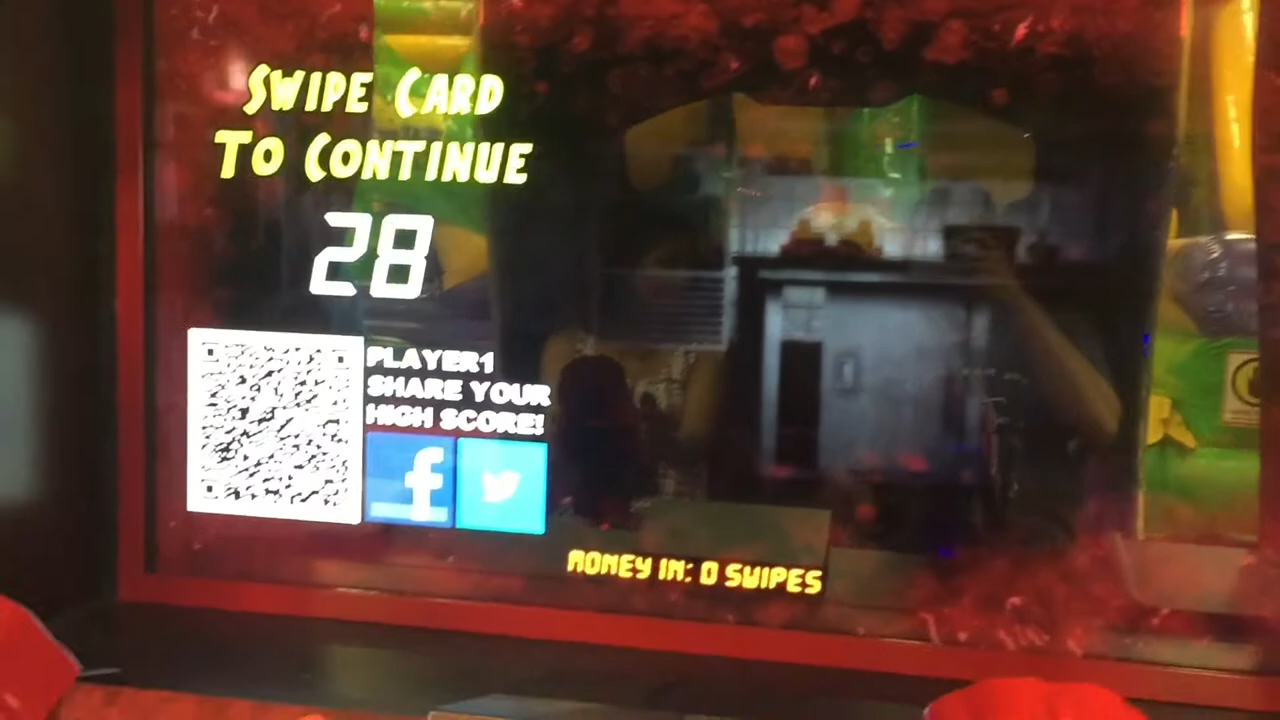 SWIPE CARD
TO CONTINUE
28
PLAYER1
SHARE YOUR
HIGH SCORE!
f
MONEY IN: 0 SWIPES